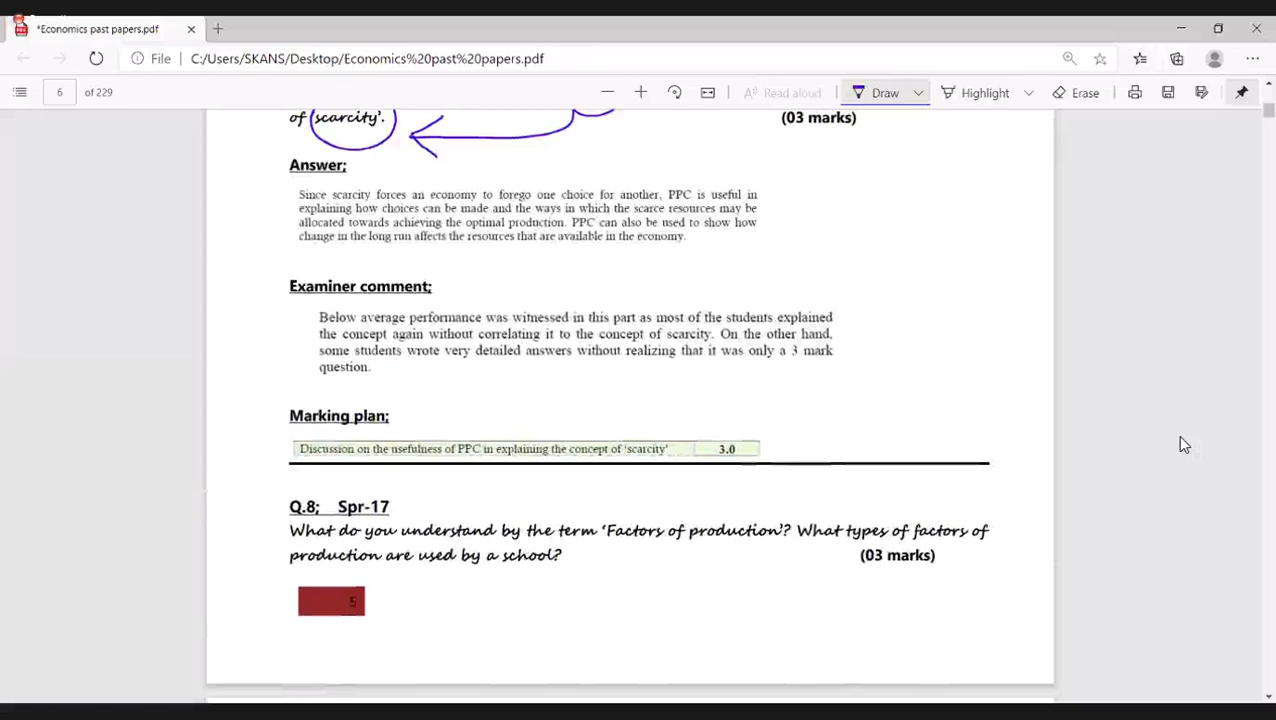 *Economics past papers.pdf
File C:/Users/SKANS/Desktop/Economics%20past%20papers.pdf
6 of 229 Read aloud Draw Highlight Erase
of 'scarcity'. (03 marks)
Answer;
Since scarcity forces an economy to forego one choice for another, PPC is useful in
explaining how choices can be made and the ways in which the scarce resources may be
allocated towards achieving the optimal production. PPC can also be used to show how
change in the long run affects the resources that are available in the economy.
Examiner comment;
Below average performance was witnessed in this part as most of the students explained
the concept again without correlating it to the concept of scarcity. On the other hand,
some students wrote very detailed answers without realizing that it was only a 3 mark
question.
Marking plan;
Discussion on the usefulness of PPC in explaining the concept of 'scarcity' 3.0
Q.8; Spr-17
What do you understand by the term 'Factors of production'? What types of factors of
production are used by a school? (03 marks)
5